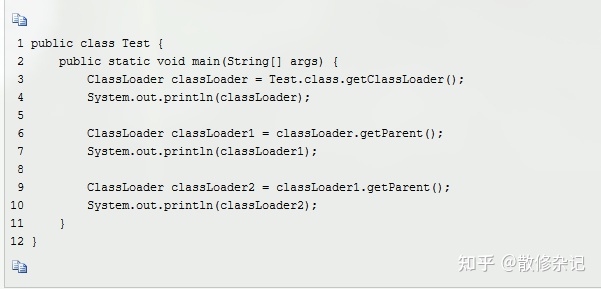 1 public class Test {
2     public static void main(String[] args) {
3         ClassLoader classLoader = Test.class.getClassLoader();
4         System.out.println(classLoader);
5
6         ClassLoader classLoader1 = classLoader.getParent();
7         System.out.println(classLoader1);
8
9         ClassLoader classLoader2 = classLoader1.getParent();
10         System.out.println(classLoader2);
11     }
12 }
知乎 @散修杂记